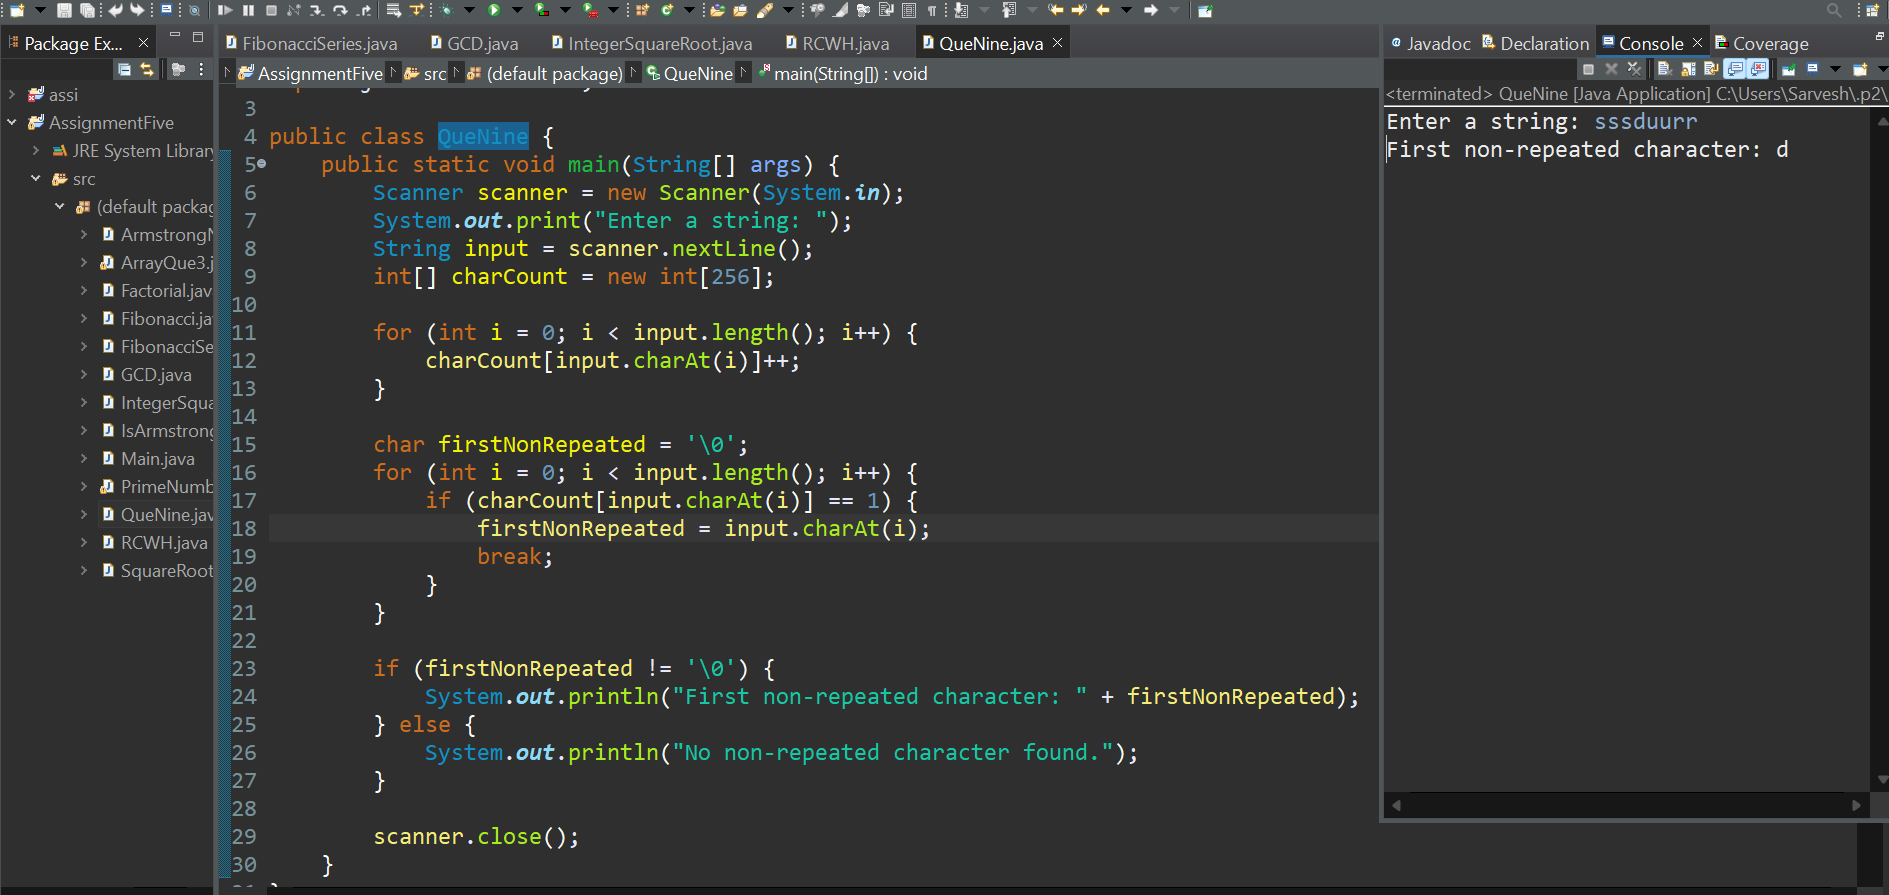 Package Ex...
assi
AssignmentFive
JRE System Library
src
(default packag
ArmstrongN
ArrayQue3.j
Factorial.jav
Fibonacci.ja
FibonacciSe
GCD.java
IntegerSqua
IsArmstrong
Main.java
PrimeNumb
QueNine.jav
RCWH.java
SquareRoot
FibonacciSeries.java GCD.java IntegerSquareRoot.java RCWH.java QueNine.java
AssignmentFive src (default package) QueNine main(String[]) : void
3
4 public class QueNine {
5 public static void main(String[] args) {
6 Scanner scanner = new Scanner(System.in);
7 System.out.print("Enter a string: ");
8 String input = scanner.nextLine();
9 int[] charCount = new int[256];
10
11 for (int i = 0; i < input.length(); i++) {
12 charCount[input.charAt(i)]++;
13 }
14
15 char firstNonRepeated = '\0';
16 for (int i = 0; i < input.length(); i++) {
17 if (charCount[input.charAt(i)] == 1) {
18 firstNonRepeated = input.charAt(i);
19 break;
20 }
21 }
22
23 if (firstNonRepeated != '\0') {
24 System.out.println("First non-repeated character: " + firstNonRepeated);
25 } else {
26 System.out.println("No non-repeated character found.");
27 }
28
29 scanner.close();
30 }
Javadoc Declaration Console Coverage
<terminated> QueNine [Java Application] C:\Users\Sarvesh\.p2\
Enter a string: sssduurr
First non-repeated character: d